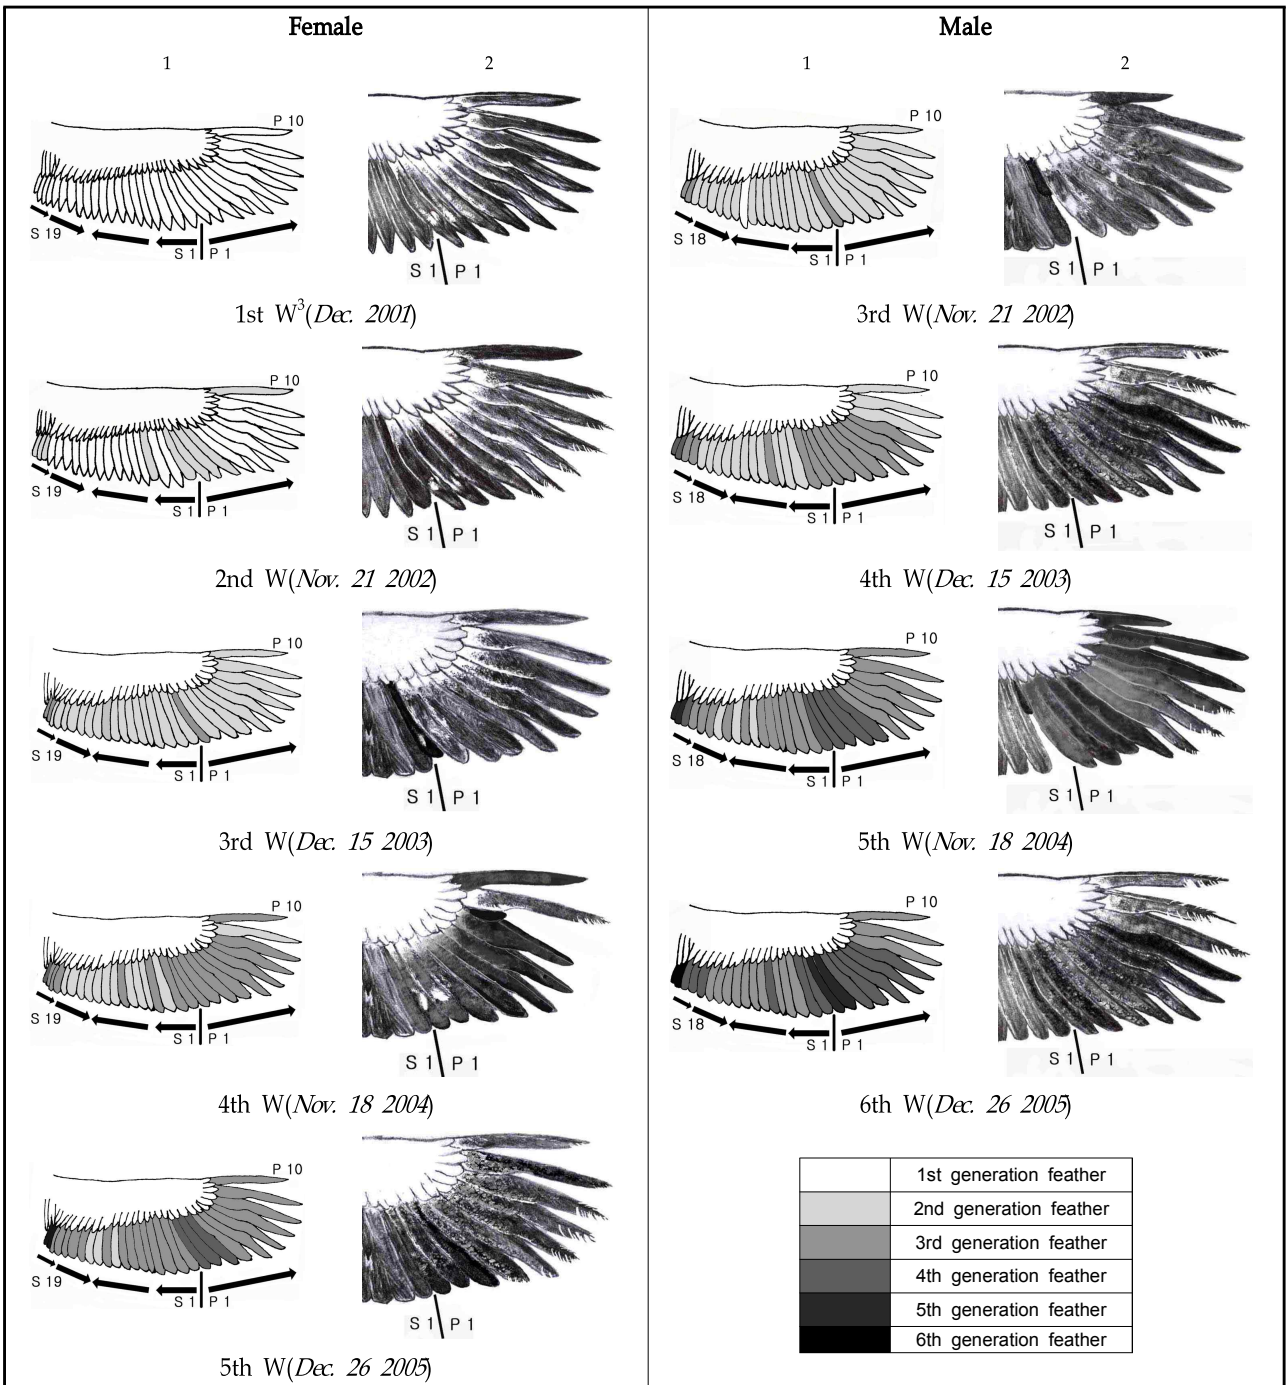 Female
1 2
P 10
S 19
S 1 P 1
S 1 P 1
1st W3(Dec. 2001)
P 10
S 19
S 1 P 1
S 1 P 1
2nd W(Nov. 21 2002)
P 10
S 19
S 1 P 1
S 1 P 1
3rd W(Dec. 15 2003)
P 10
S 19
S 1 P 1
S 1 P 1
4th W(Nov. 18 2004)
P 10
S 19
S 1 P 1
S 1 P 1
5th W(Dec. 26 2005)
Male
1 2
P 10
S 18
S 1 P 1
S 1 P 1
3rd W(Nov. 21 2002)
P 10
S 18
S 1 P 1
S 1 P 1
4th W(Dec. 15 2003)
P 10
S 18
S 1 P 1
S 1 P 1
5th W(Nov. 18 2004)
P 10
S 18
S 1 P 1
S 1 P 1
6th W(Dec. 26 2005)
1st generation feather
2nd generation feather
3rd generation feather
4th generation feather
5th generation feather
6th generation feather